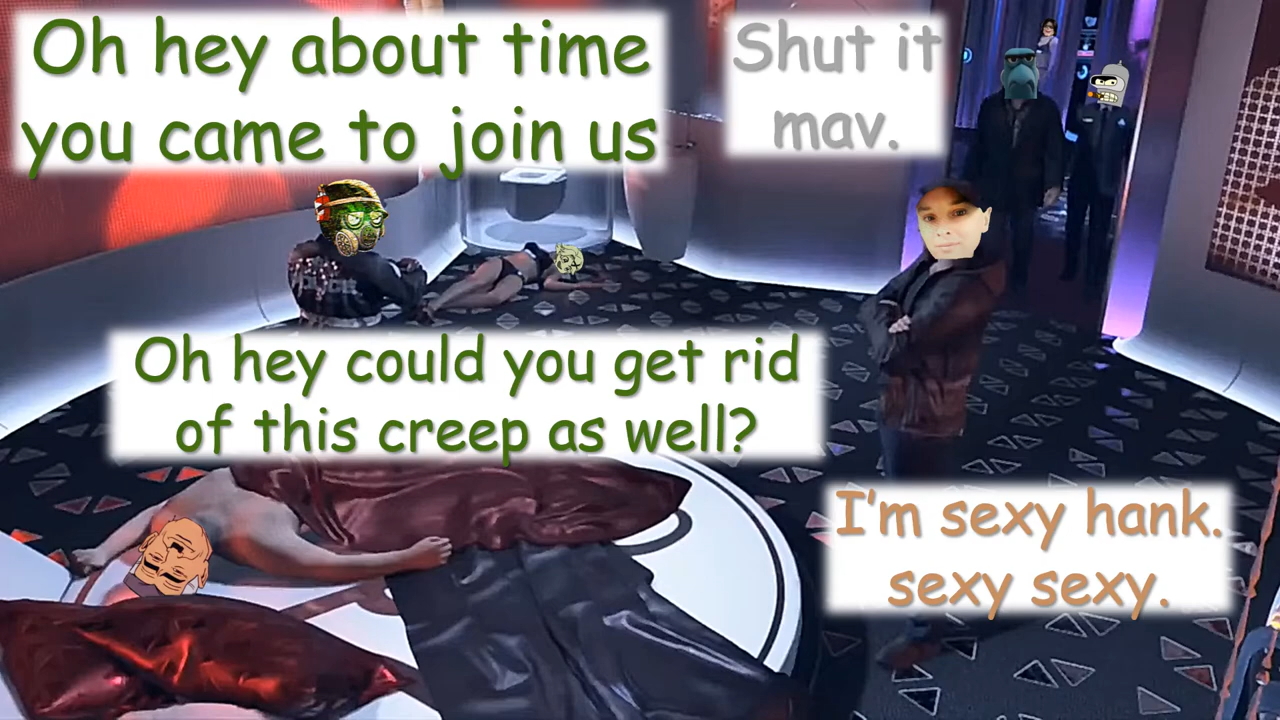 Oh hey about time
you came to join us
Shut it
mav.
POLICE
Oh hey could you get rid
of this creep as well?
I'm sexy hank.
sexy sexy.